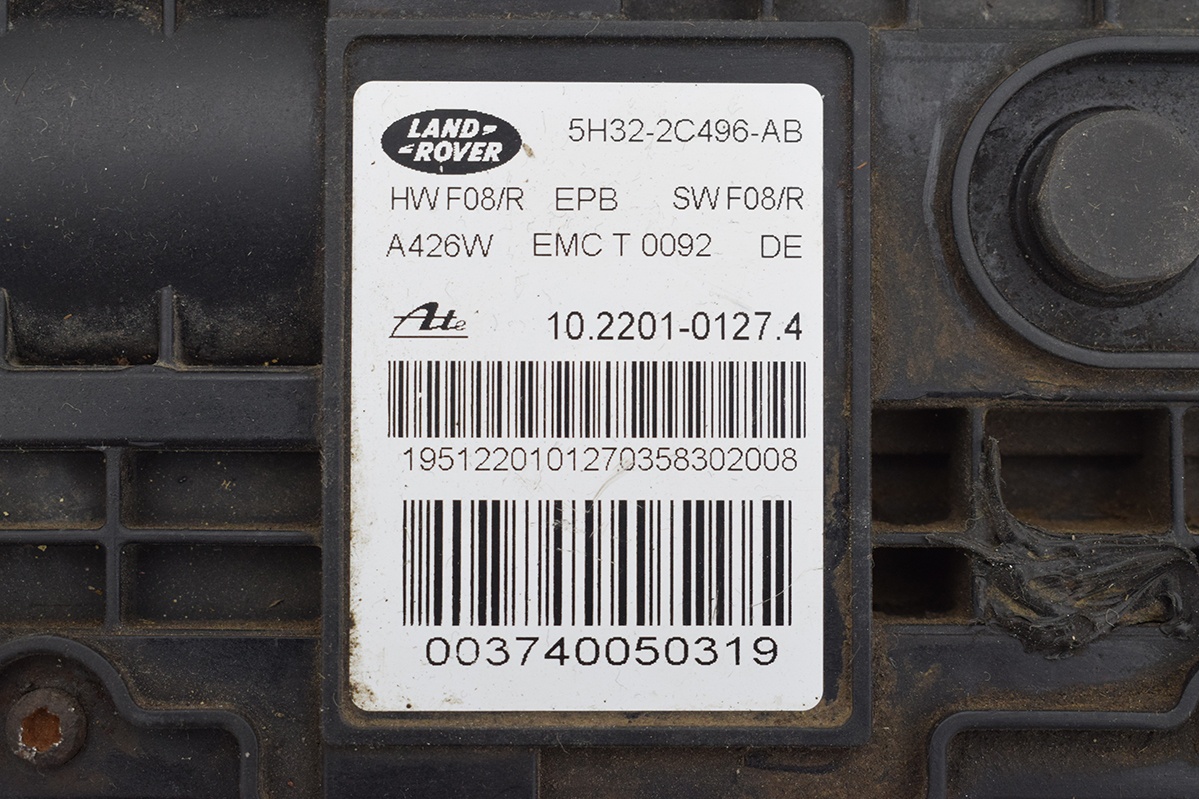 LAND-
-ROVER
5H32-2C496-AB
HW F08/R EPB SW F08/R
A426W EMC T 0092 DE
Ate 10.2201-0127.4
1951220101270358302008
003740050319